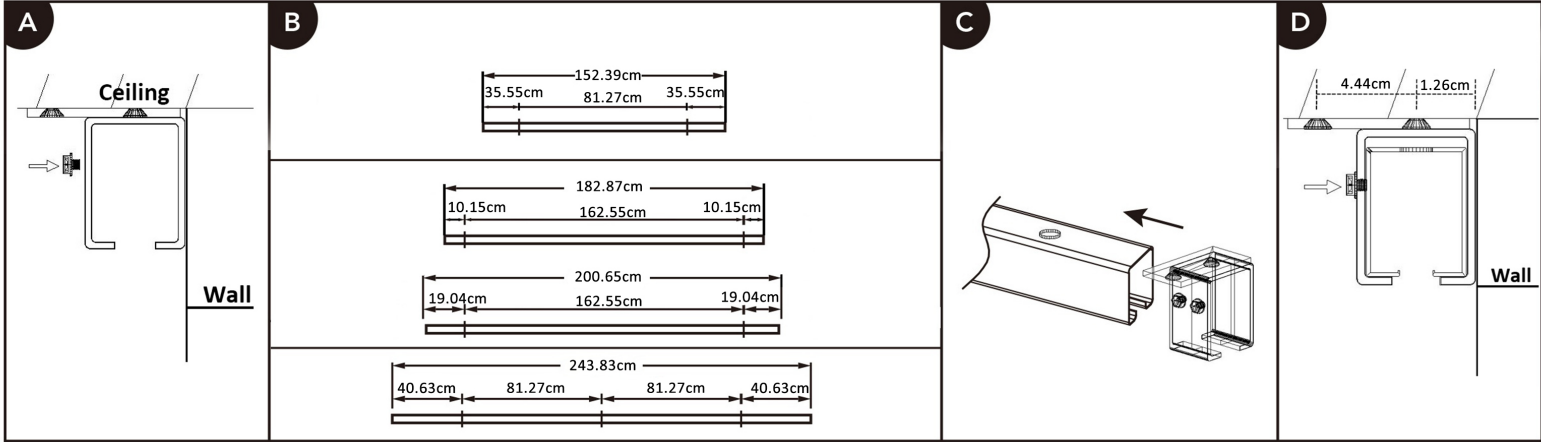 A
Ceiling
Wall
B
152.39cm
35.55cm 81.27cm 35.55cm
182.87cm
10.15cm 162.55cm 10.15cm
200.65cm
19.04cm 162.55cm 19.04cm
243.83cm
40.63cm 81.27cm 81.27cm 40.63cm
C
D
4.44cm 1.26cm
Wall